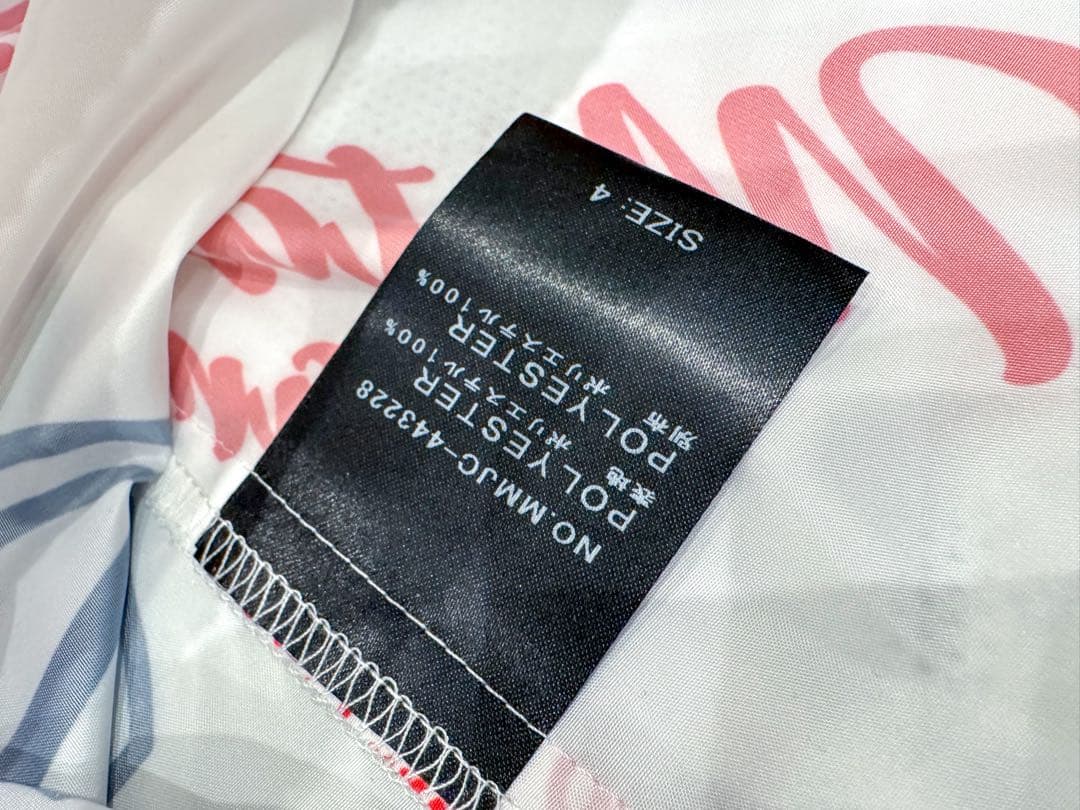 NO.MMJC-443228
POLYESTER
表地 ポリエステル100%
POLYESTER
別布 ポリエステル100%
SIZE: 4